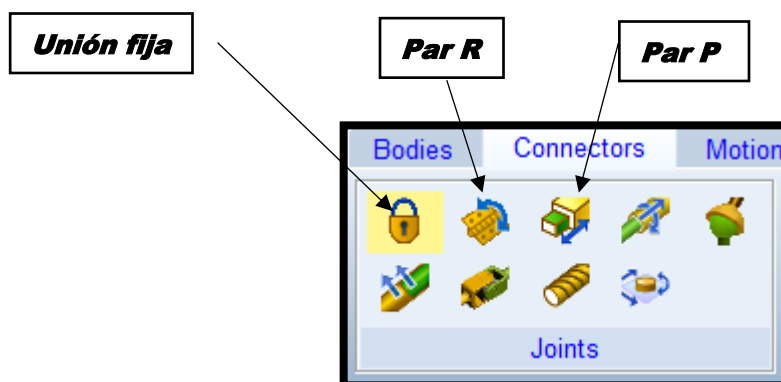 Unión fija
Par R
Par P
Bodies
Connectors
Motion
Joints